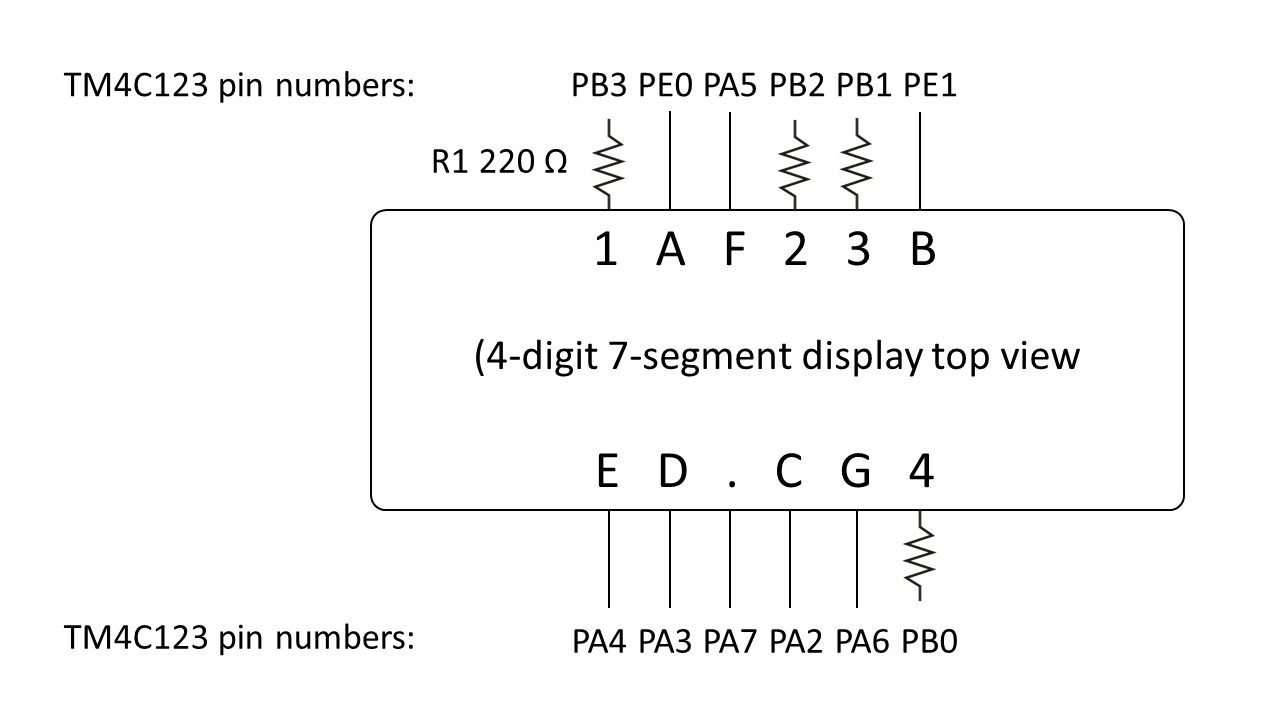 TM4C123 pin numbers: PB3 PE0 PA5 PB2 PB1 PE1
R1 220 Ω
1 A F 2 3 B
(4-digit 7-segment display top view
E D . C G 4
TM4C123 pin numbers: PA4 PA3 PA7 PA2 PA6 PB0